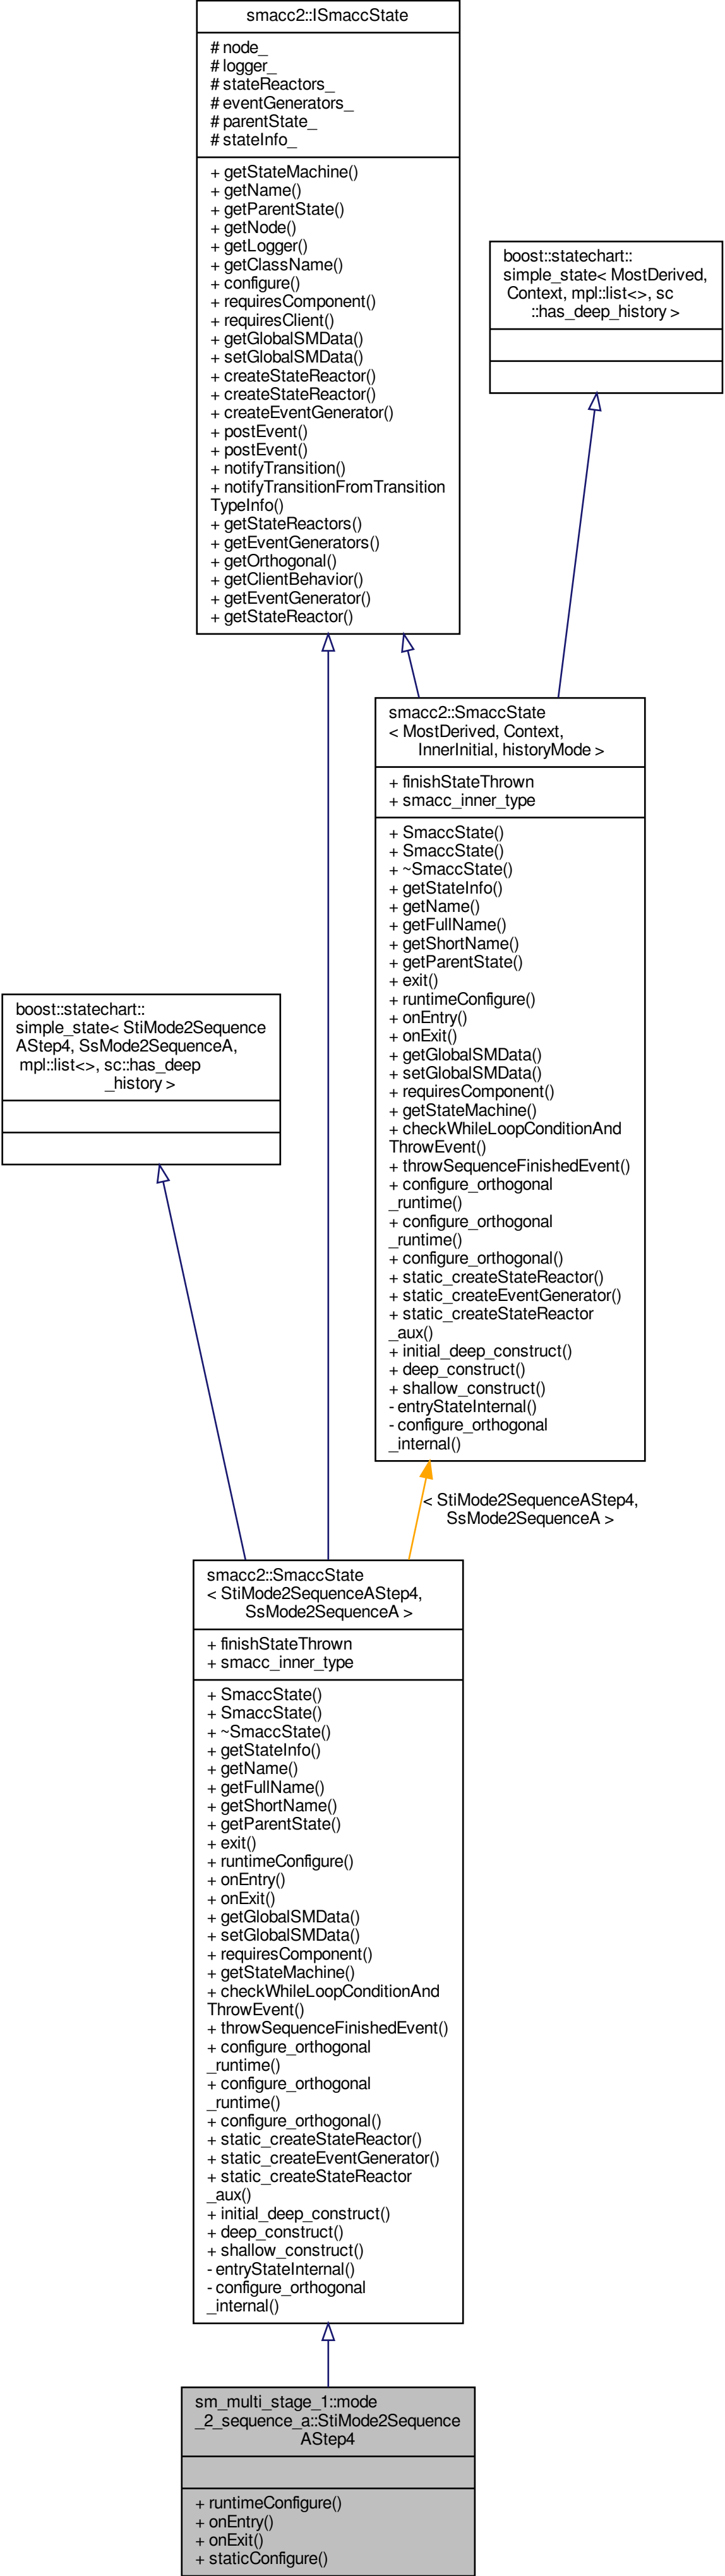 smacc2::ISmaccState
# node_
# logger_
# stateReactors_
# eventGenerators_
# parentState_
# stateInfo_
+ getStateMachine()
+ getName()
+ getParentState()
+ getNode()
+ getLogger()
+ getClassName()
+ configure()
+ requiresComponent()
+ requiresClient()
+ getGlobalSMData()
+ setGlobalSMData()
+ createStateReactor()
+ createStateReactor()
+ createEventGenerator()
+ postEvent()
+ postEvent()
+ notifyTransition()
+ notifyTransitionFromTransition
TypeInfo()
+ getStateReactors()
+ getEventGenerators()
+ getOrthogonal()
+ getClientBehavior()
+ getEventGenerator()
+ getStateReactor()
boost::statechart::
simple_state< MostDerived,
Context, mpl::list<>, sc
::has_deep_history >
smacc2::SmaccState
< MostDerived, Context,
InnerInitial, historyMode >
+ finishStateThrown
+ smacc_inner_type
+ SmaccState()
+ SmaccState()
+ ~SmaccState()
+ getStateInfo()
+ getName()
+ getFullName()
+ getShortName()
+ getParentState()
+ exit()
+ runtimeConfigure()
+ onEntry()
+ onExit()
+ getGlobalSMData()
+ setGlobalSMData()
+ requiresComponent()
+ getStateMachine()
+ checkWhileLoopConditionAnd
ThrowEvent()
+ throwSequenceFinishedEvent()
+ configure_orthogonal
_runtime()
+ configure_orthogonal
_runtime()
+ configure_orthogonal()
+ static_createStateReactor()
+ static_createEventGenerator()
+ static_createStateReactor
_aux()
+ initial_deep_construct()
+ deep_construct()
+ shallow_construct()
- entryStateInternal()
- configure_orthogonal
_internal()
boost::statechart::
simple_state< StiMode2Sequence
AStep4, SsMode2SequenceA,
mpl::list<>, sc::has_deep
_history >
< StiMode2SequenceAStep4,
SsMode2SequenceA >
smacc2::SmaccState
< StiMode2SequenceAStep4,
SsMode2SequenceA >
+ finishStateThrown
+ smacc_inner_type
+ SmaccState()
+ SmaccState()
+ ~SmaccState()
+ getStateInfo()
+ getName()
+ getFullName()
+ getShortName()
+ getParentState()
+ exit()
+ runtimeConfigure()
+ onEntry()
+ onExit()
+ getGlobalSMData()
+ setGlobalSMData()
+ requiresComponent()
+ getStateMachine()
+ checkWhileLoopConditionAnd
ThrowEvent()
+ throwSequenceFinishedEvent()
+ configure_orthogonal
_runtime()
+ configure_orthogonal
_runtime()
+ configure_orthogonal()
+ static_createStateReactor()
+ static_createEventGenerator()
+ static_createStateReactor
_aux()
+ initial_deep_construct()
+ deep_construct()
+ shallow_construct()
- entryStateInternal()
- configure_orthogonal
_internal()
sm_multi_stage_1::mode
_2_sequence_a::StiMode2Sequence
AStep4
+ runtimeConfigure()
+ onEntry()
+ onExit()
+ staticConfigure()